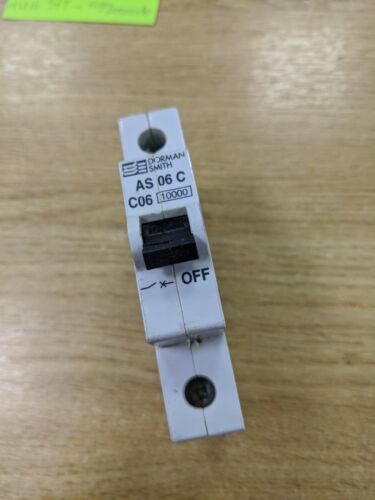 DORMAN
SMITH
AS 06 C
C06 10000
OFF